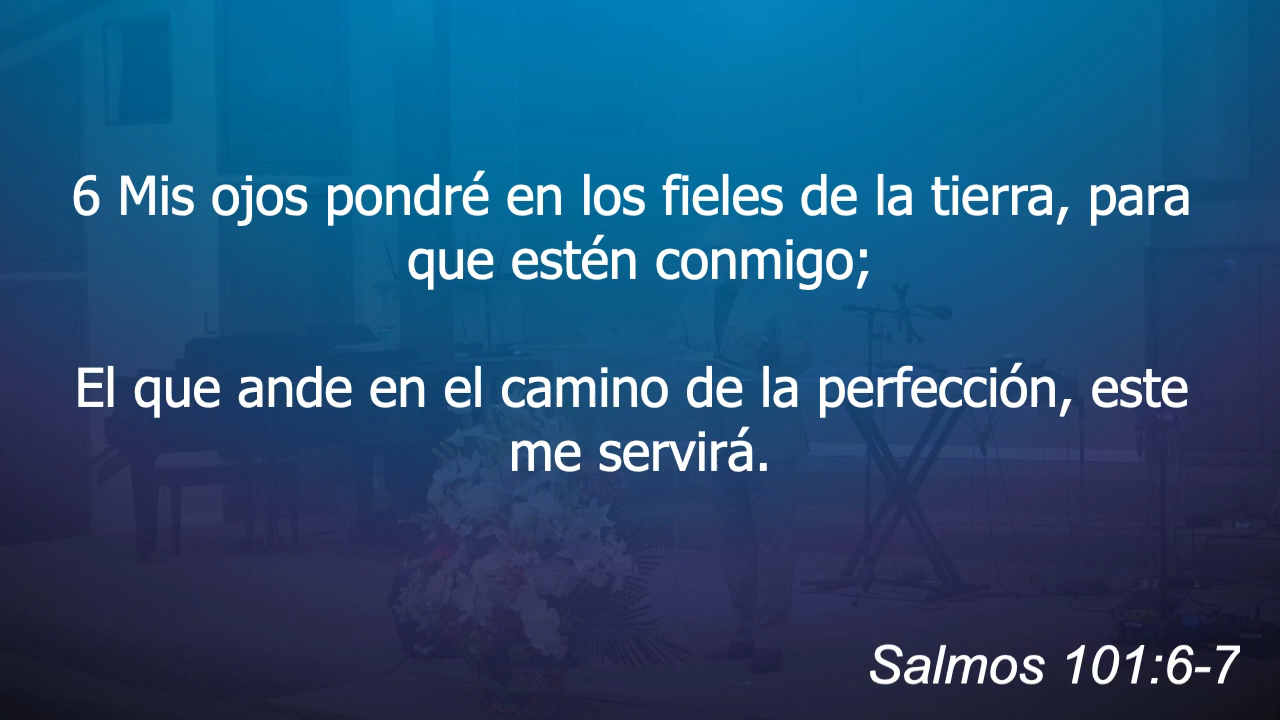 6 Mis ojos pondré en los fieles de la tierra, para
que estén conmigo;
El que ande en el camino de la perfección, este
me servirá.
Salmos 101:6-7